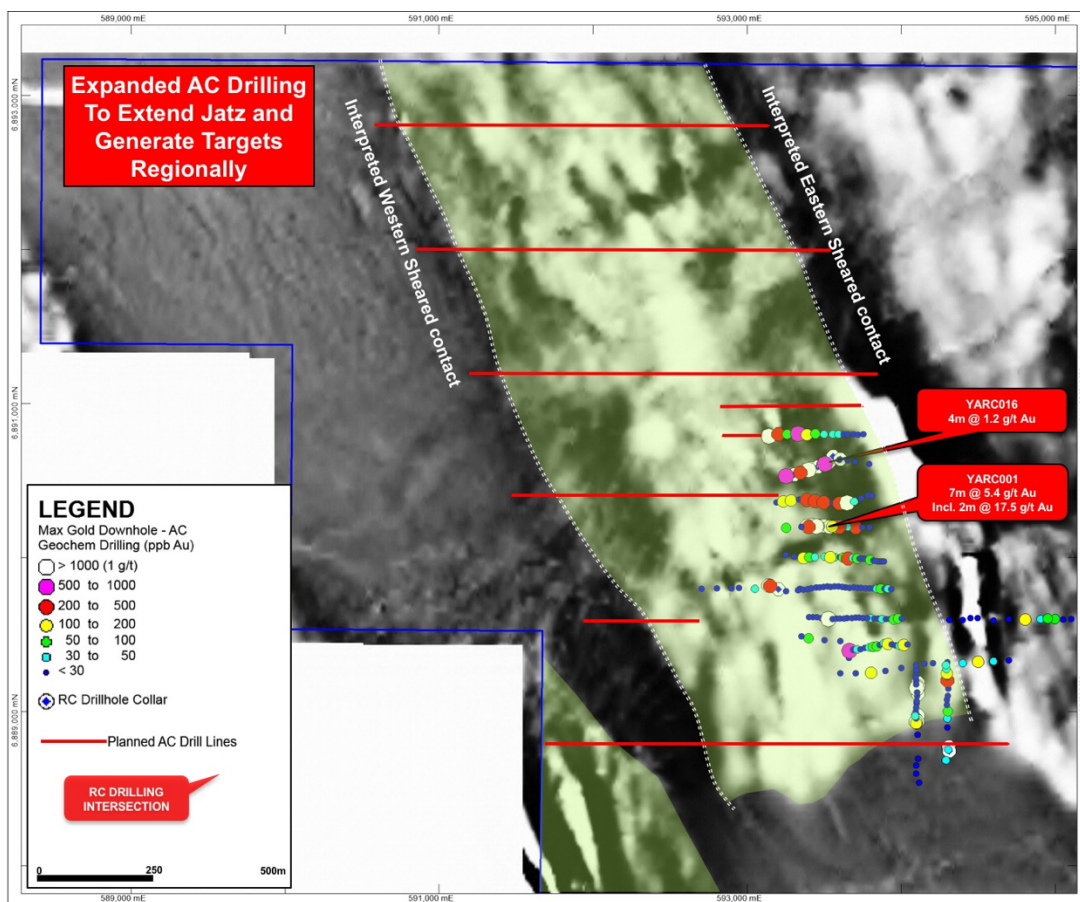 589,000 mE
591,000 mE
593,000 mE
595,000 mE
6,893,000 mN
6,891,000 mN
6,889,000 mN
Expanded AC Drilling
To Extend Jatz and
Generate Targets
Regionally
Interpreted Western Sheared contact
Interpreted Eastern Sheared contact
YARC016
4m @ 1.2 g/t Au
YARC001
7m @ 5.4 g/t Au
Incl. 2m @ 17.5 g/t Au
LEGEND
Max Gold Downhole - AC
Geochem Drilling (ppb Au)
> 1000 (1 g/t)
500 to 1000
200 to 500
100 to 200
50 to 100
30 to 50
< 30
RC Drillhole Collar
Planned AC Drill Lines
RC DRILLING
INTERSECTION
0 250 500m
589,000 mE
591,000 mE
593,000 mE